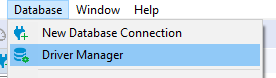 Database Window Help
New Database Connection
Driver Manager